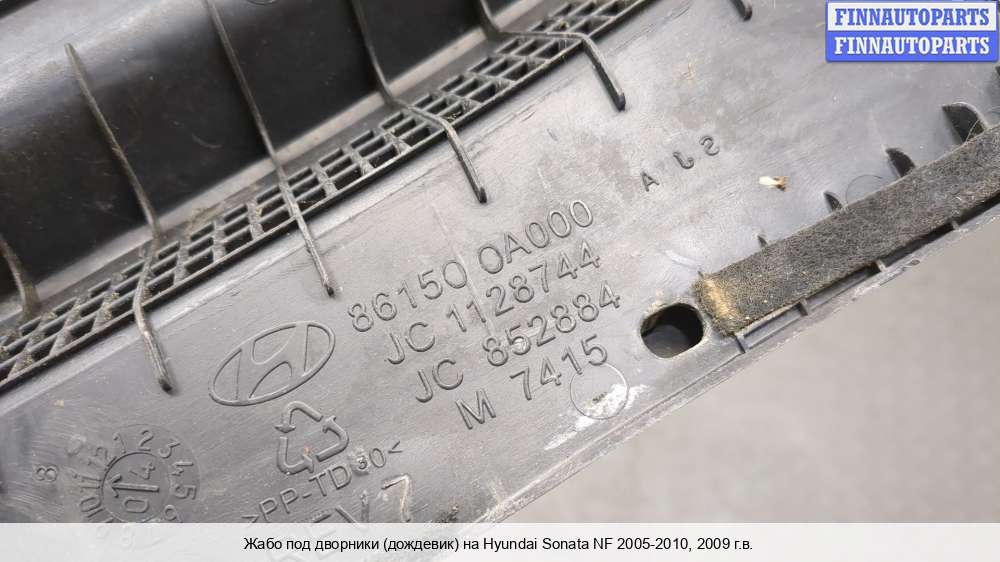 FINNAUTOPARTS
FINNAUTOPARTS
A J S
86150 0A000
JC 1128744
JC 852884
M 7415
>PP-TD30<
Жабо под дворники (дождевик) на Hyundai Sonata NF 2005-2010, 2009 г.в.